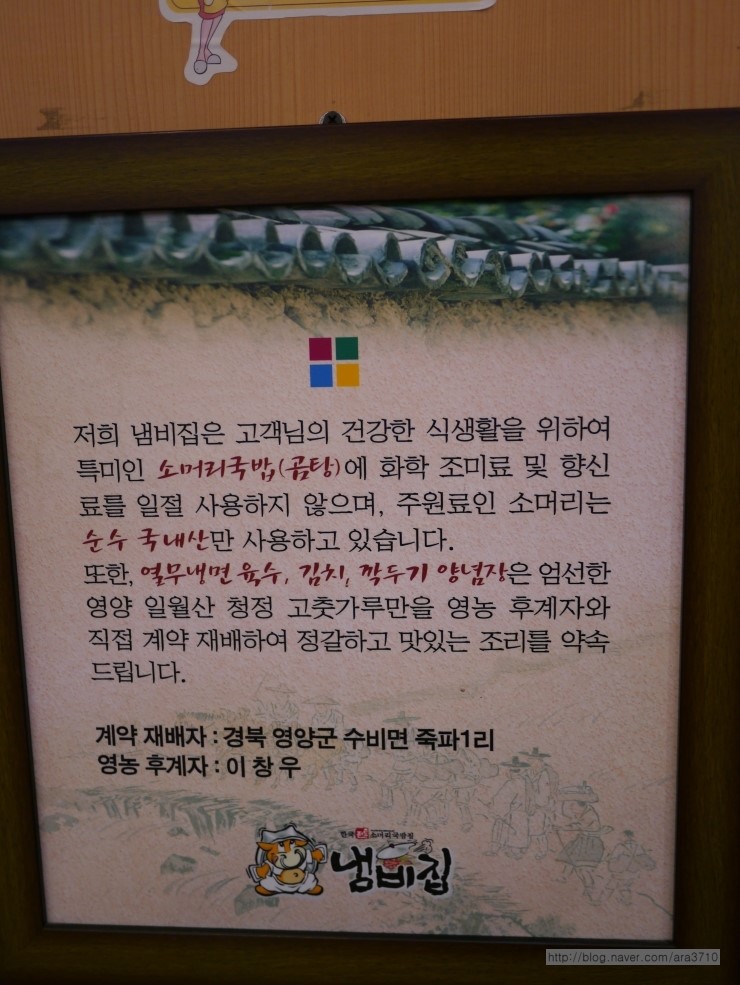 저희 냄비집은 고객님의 건강한 식생활을 위하여
특미인 소머리국밥(곰탕)에 화학 조미료 및 향신
료를 일절 사용하지 않으며, 주원료인 소머리는
순수 국내산만 사용하고 있습니다.
또한, 열무냉면 육수, 김치, 깍두기 양념장은 엄선한
영양 일월산 청정 고춧가루만을 영농 후계자와
직접 계약 재배하여 정갈하고 맛있는 조리를 약속
드립니다.
계약 재배자 : 경북 영양군 수비면 죽파1리
영농 후계자 : 이 창 우
소머리국밥집
냄비집
http://blog.naver.com/ara3710